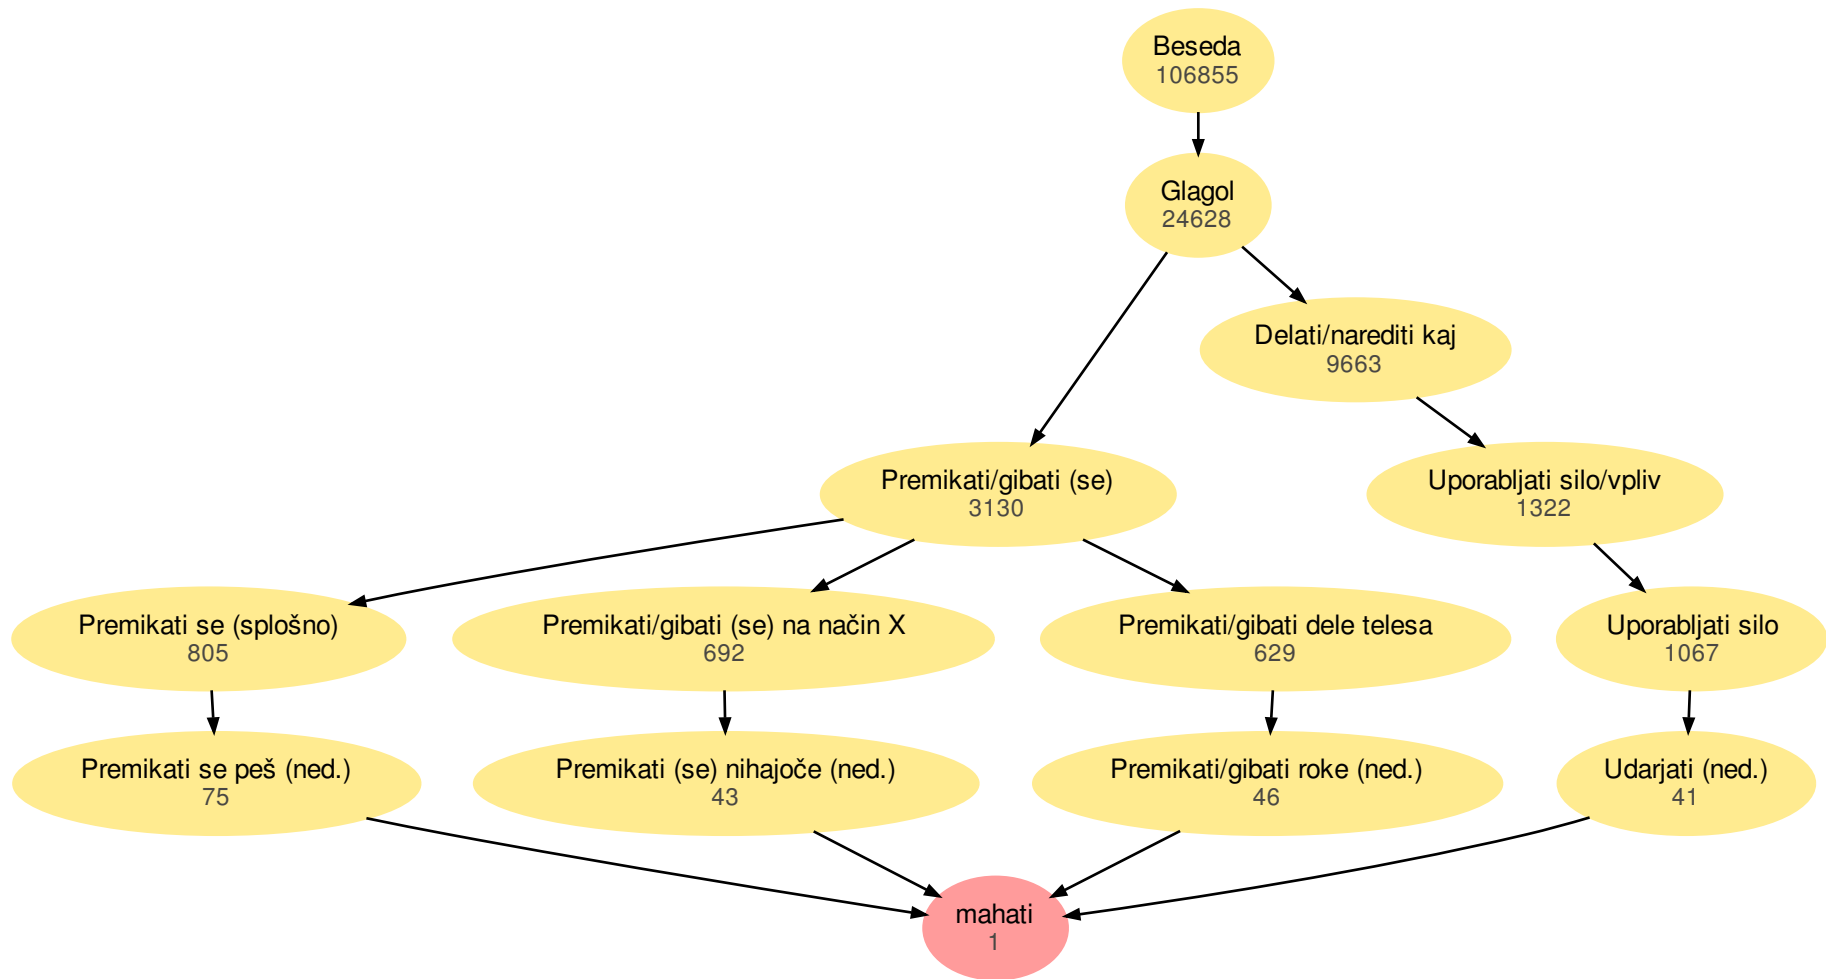 Beseda
106855
Glagol
24628
Delati/narediti kaj
9663
Premikati/gibati (se)
3130
Uporabljati silo/vpliv
1322
Premikati se (splošno)
805
Premikati/gibati (se) na način X
692
Premikati/gibati dele telesa
629
Uporabljati silo
1067
Premikati se peš (ned.)
75
Premikati (se) nihajoče (ned.)
43
Premikati/gibati roke (ned.)
46
Udarjati (ned.)
41
mahati
1